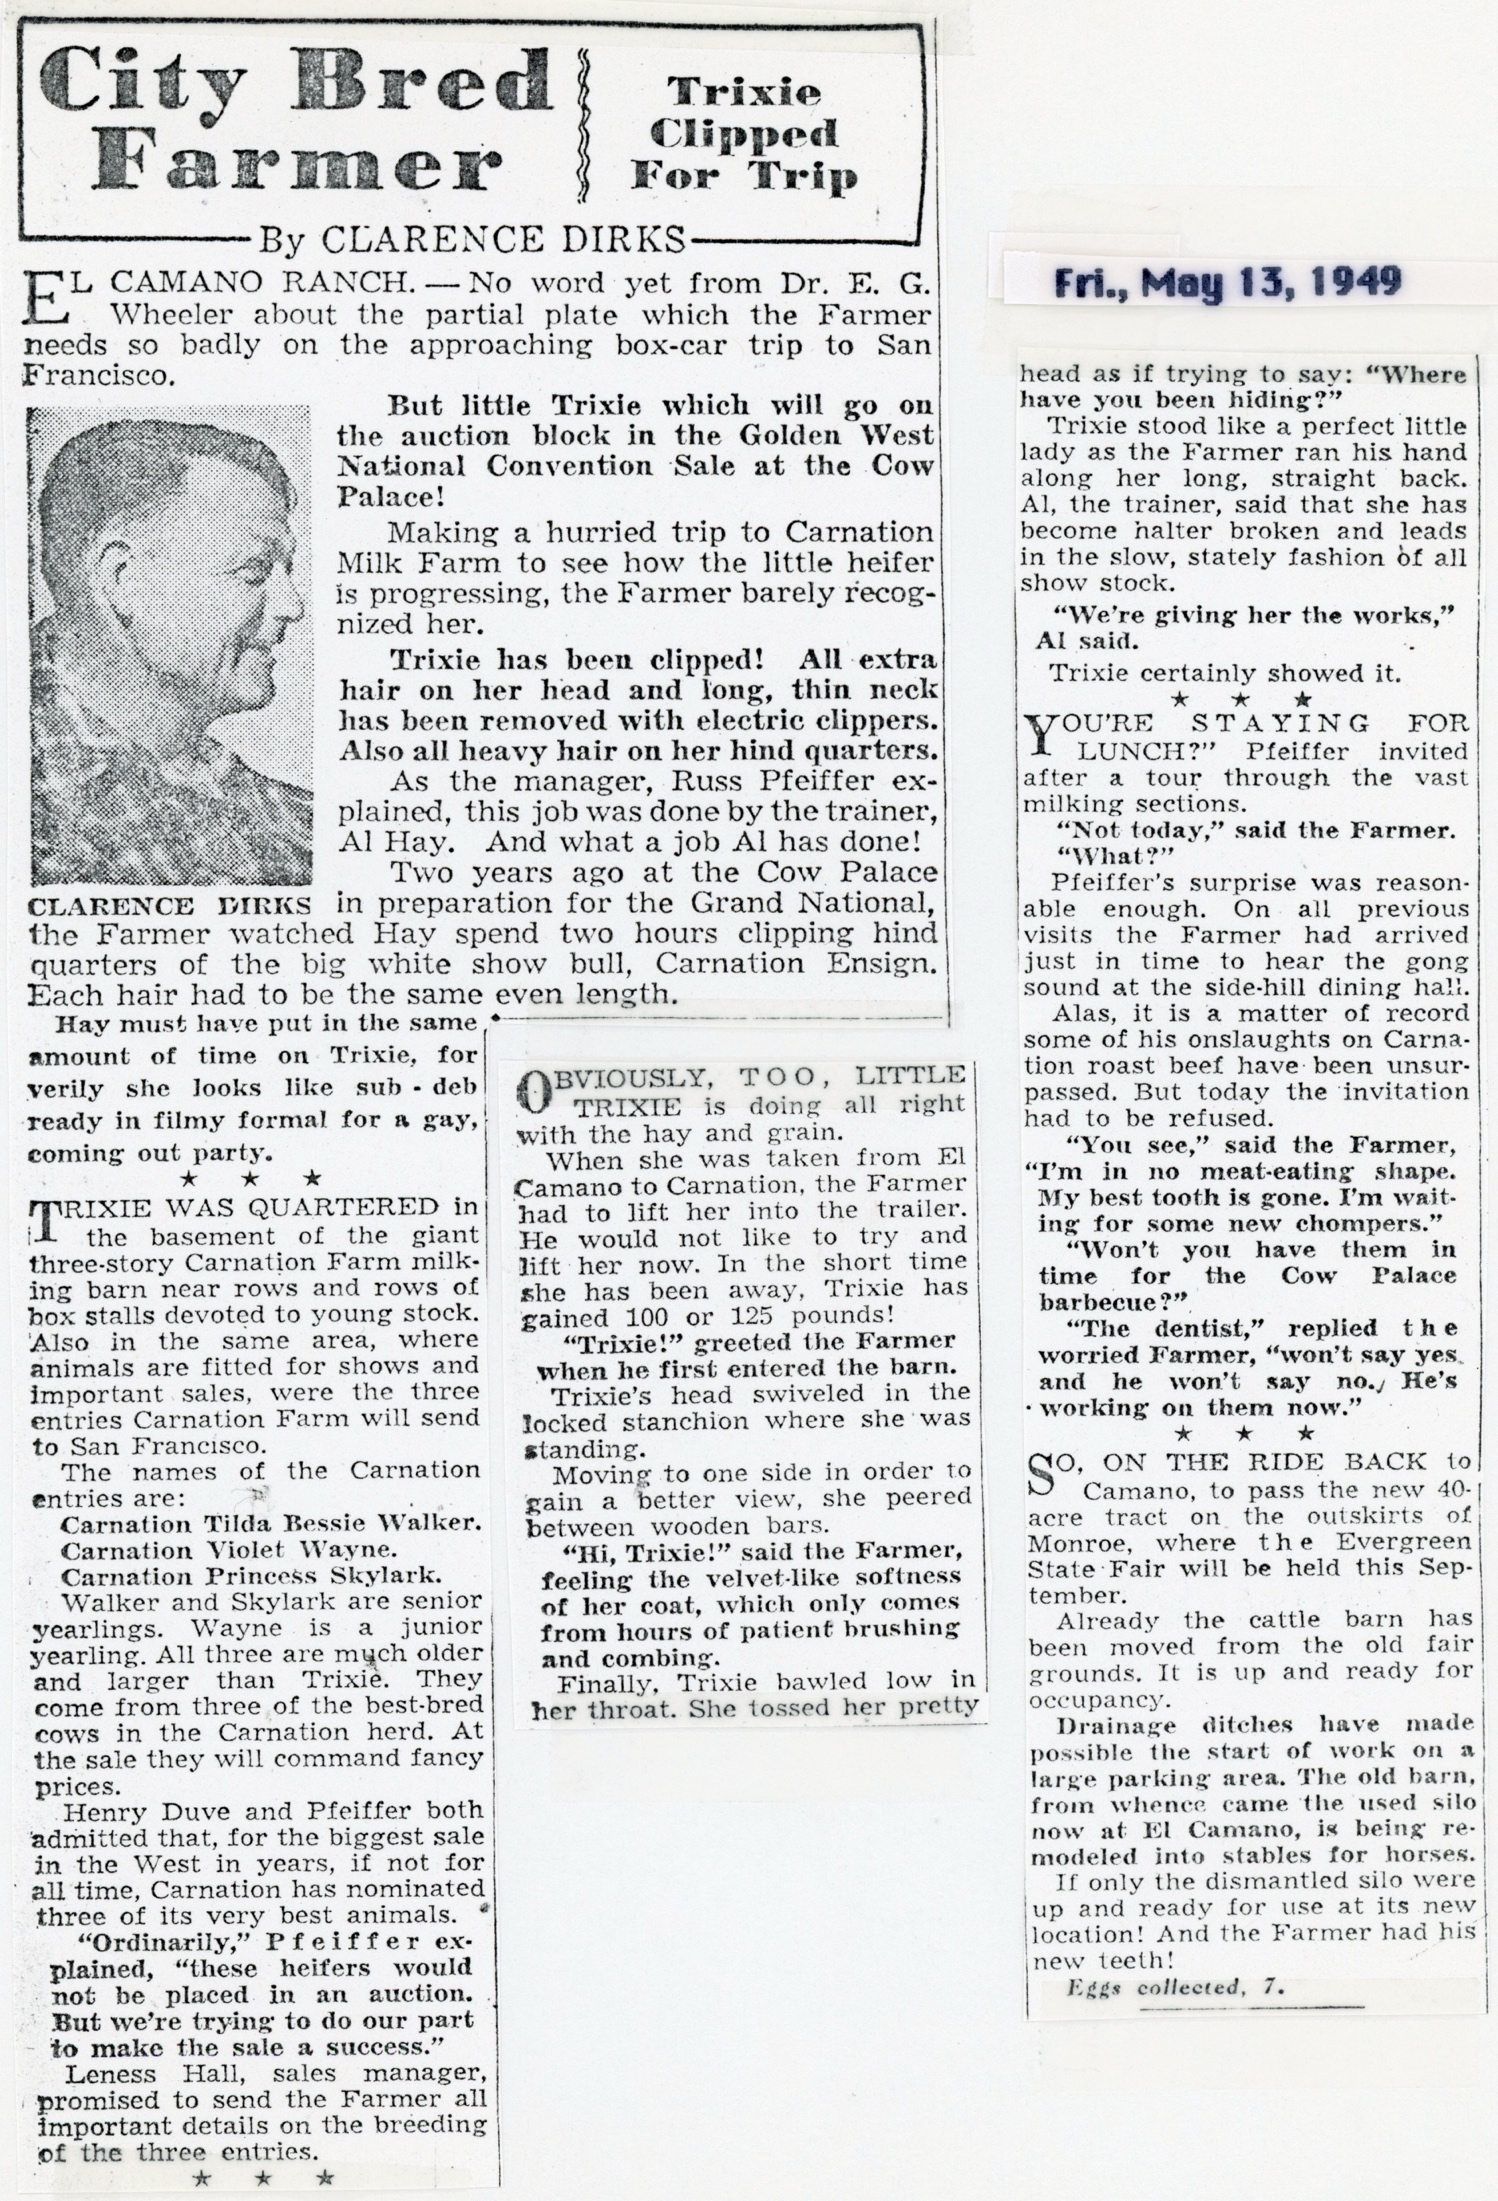 City Bred
Farmer
Trixie
Clipped
For Trip
By CLARENCE DIRKS
EL CAMANO RANCH. — No word yet from Dr. E. G.
Wheeler about the partial plate which the Farmer
needs so badly on the approaching box-car trip to San
Francisco.
But little Trixie which will go on
the auction block in the Golden West
National Convention Sale at the Cow
Palace!
Making a hurried trip to Carnation
Milk Farm to see how the little heifer
is progressing, the Farmer barely recog-
nized her.
Trixie has been clipped! All extra
hair on her head and long, thin neck
has been removed with electric clippers.
Also all heavy hair on her hind quarters.
As the manager, Russ Pfeiffer ex-
plained, this job was done by the trainer,
Al Hay. And what a job Al has done!
Two years ago at the Cow Palace
CLARENCE DIRKS
in preparation for the Grand National,
the Farmer watched Hay spend two hours clipping hind
quarters of the big white show bull, Carnation Ensign.
Each hair had to be the same even length.
Hay must have put in the same
amount of time on Trixie, for
verily she looks like sub - deb
ready in filmy formal for a gay,
coming out party.
★ ★ ★
TRIXIE WAS QUARTERED in
the basement of the giant
three-story Carnation Farm milk-
ing barn near rows and rows of
box stalls devoted to young stock.
Also in the same area, where
animals are fitted for shows and
important sales, were the three
entries Carnation Farm will send
to San Francisco.
The names of the Carnation
entries are:
Carnation Tilda Bessie Walker.
Carnation Violet Wayne.
Carnation Princess Skylark.
Walker and Skylark are senior
yearlings. Wayne is a junior
yearling. All three are much older
and larger than Trixie. They
come from three of the best-bred
cows in the Carnation herd. At
the sale they will command fancy
prices.
Henry Duve and Pfeiffer both
admitted that, for the biggest sale
in the West in years, if not for
all time, Carnation has nominated
three of its very best animals.
“Ordinarily,” Pfeiffer ex-
plained, “these heifers would
not be placed in an auction.
But we're trying to do our part
to make the sale a success.”
Leness Hall, sales manager,
promised to send the Farmer all
important details on the breeding
of the three entries.
★ ★ ★
OBVIOUSLY, TOO, LITTLE
TRIXIE is doing all right
with the hay and grain.
When she was taken from El
Camano to Carnation, the Farmer
had to lift her into the trailer.
He would not like to try and
lift her now. In the short time
she has been away, Trixie has
gained 100 or 125 pounds!
“Trixie!” greeted the Farmer
when he first entered the barn.
Trixie's head swiveled in the
locked stanchion where she was
standing.
Moving to one side in order to
gain a better view, she peered
between wooden bars.
“Hi, Trixie!” said the Farmer,
feeling the velvet-like softness
of her coat, which only comes
from hours of patient brushing
and combing.
Finally, Trixie bawled low in
her throat. She tossed her pretty
Fri., May 13, 1949
head as if trying to say: “Where
have you been hiding?”
Trixie stood like a perfect little
lady as the Farmer ran his hand
along her long, straight back.
Al, the trainer, said that she has
become halter broken and leads
in the slow, stately fashion of all
show stock.
“We're giving her the works,”
Al said.
Trixie certainly showed it.
★ ★ ★
YOU'RE STAYING FOR
LUNCH?” Pfeiffer invited
after a tour through the vast
milking sections.
“Not today,” said the Farmer.
“What?”
Pfeiffer's surprise was reason-
able enough. On all previous
visits the Farmer had arrived
just in time to hear the gong
sound at the side-hill dining hall.
Alas, it is a matter of record
some of his onslaughts on Carna-
tion roast beef have been unsur-
passed. But today the invitation
had to be refused.
“You see,” said the Farmer,
“I'm in no meat-eating shape.
My best tooth is gone. I'm wait-
ing for some new chompers.”
“Won't you have them in
time for the Cow Palace
barbecue?”
“The dentist,” replied the
worried Farmer, “won't say yes
and he won't say no. He's
working on them now.”
★ ★ ★
SO, ON THE RIDE BACK to
Camano, to pass the new 40-
acre tract on the outskirts of
Monroe, where the Evergreen
State Fair will be held this Sep-
tember.
Already the cattle barn has
been moved from the old fair
grounds. It is up and ready for
occupancy.
Drainage ditches have made
possible the start of work on a
large parking area. The old barn,
from whence came the used silo
now at El Camano, is being re-
modeled into stables for horses.
If only the dismantled silo were
up and ready for use at its new
location! And the Farmer had his
new teeth!
Eggs collected, 7.